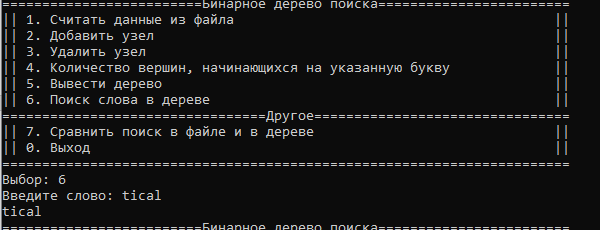 =========================Бинарное дерево поиска========================
|| 1. Считать данные из файла ||
|| 2. Добавить узел ||
|| 3. Удалить узел ||
|| 4. Количество вершин, начинающихся на указанную букву ||
|| 5. Вывести дерево ||
|| 6. Поиск слова в дереве ||
=================================Другое================================
|| 7. Сравнить поиск в файле и в дереве ||
|| 0. Выход ||
=======================================================================
Выбор: 6
Введите слово: tical
tical
=========================Бинарное дерево поиска========================